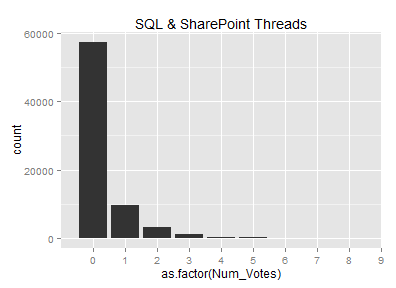 SQL & SharePoint Threads
60000
40000
20000
0
count
0 1 2 3 4 5 6 7 8 9
as.factor(Num_Votes)